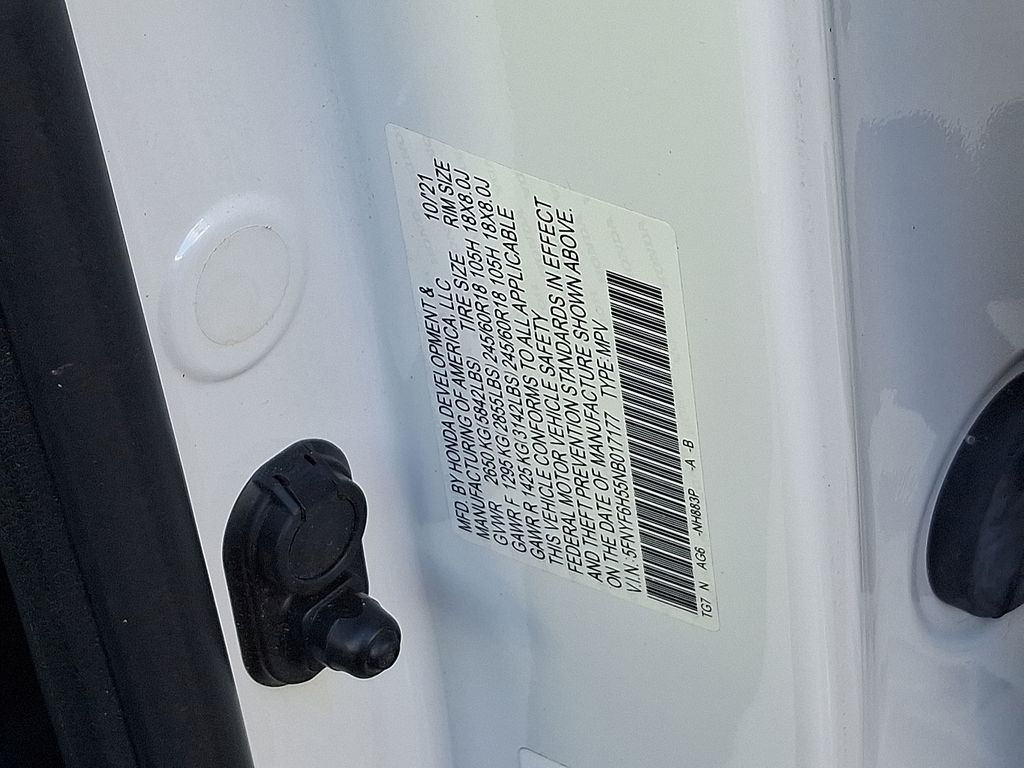 MFD. BY HONDA DEVELOPMENT & 10/21
MANUFACTURING OF AMERICA, LLC RIM SIZE
GVWR 2650 KG(5842LBS) TIRE SIZE 18X8.0J
GAWR F 1295 KG(2855LBS) 245/60R18 105H 18X8.0J
GAWR R 1425 KG(3142LBS) 245/60R18 105H
THIS VEHICLE CONFORMS TO ALL APPLICABLE
FEDERAL MOTOR VEHICLE SAFETY
AND THEFT PREVENTION STANDARDS IN EFFECT
ON THE DATE OF MANUFACTURE SHOWN ABOVE.
V.I.N.:5FNYF6H55NB017177 TYPE:MPV
TG7 N AG6 -NH883P A -B